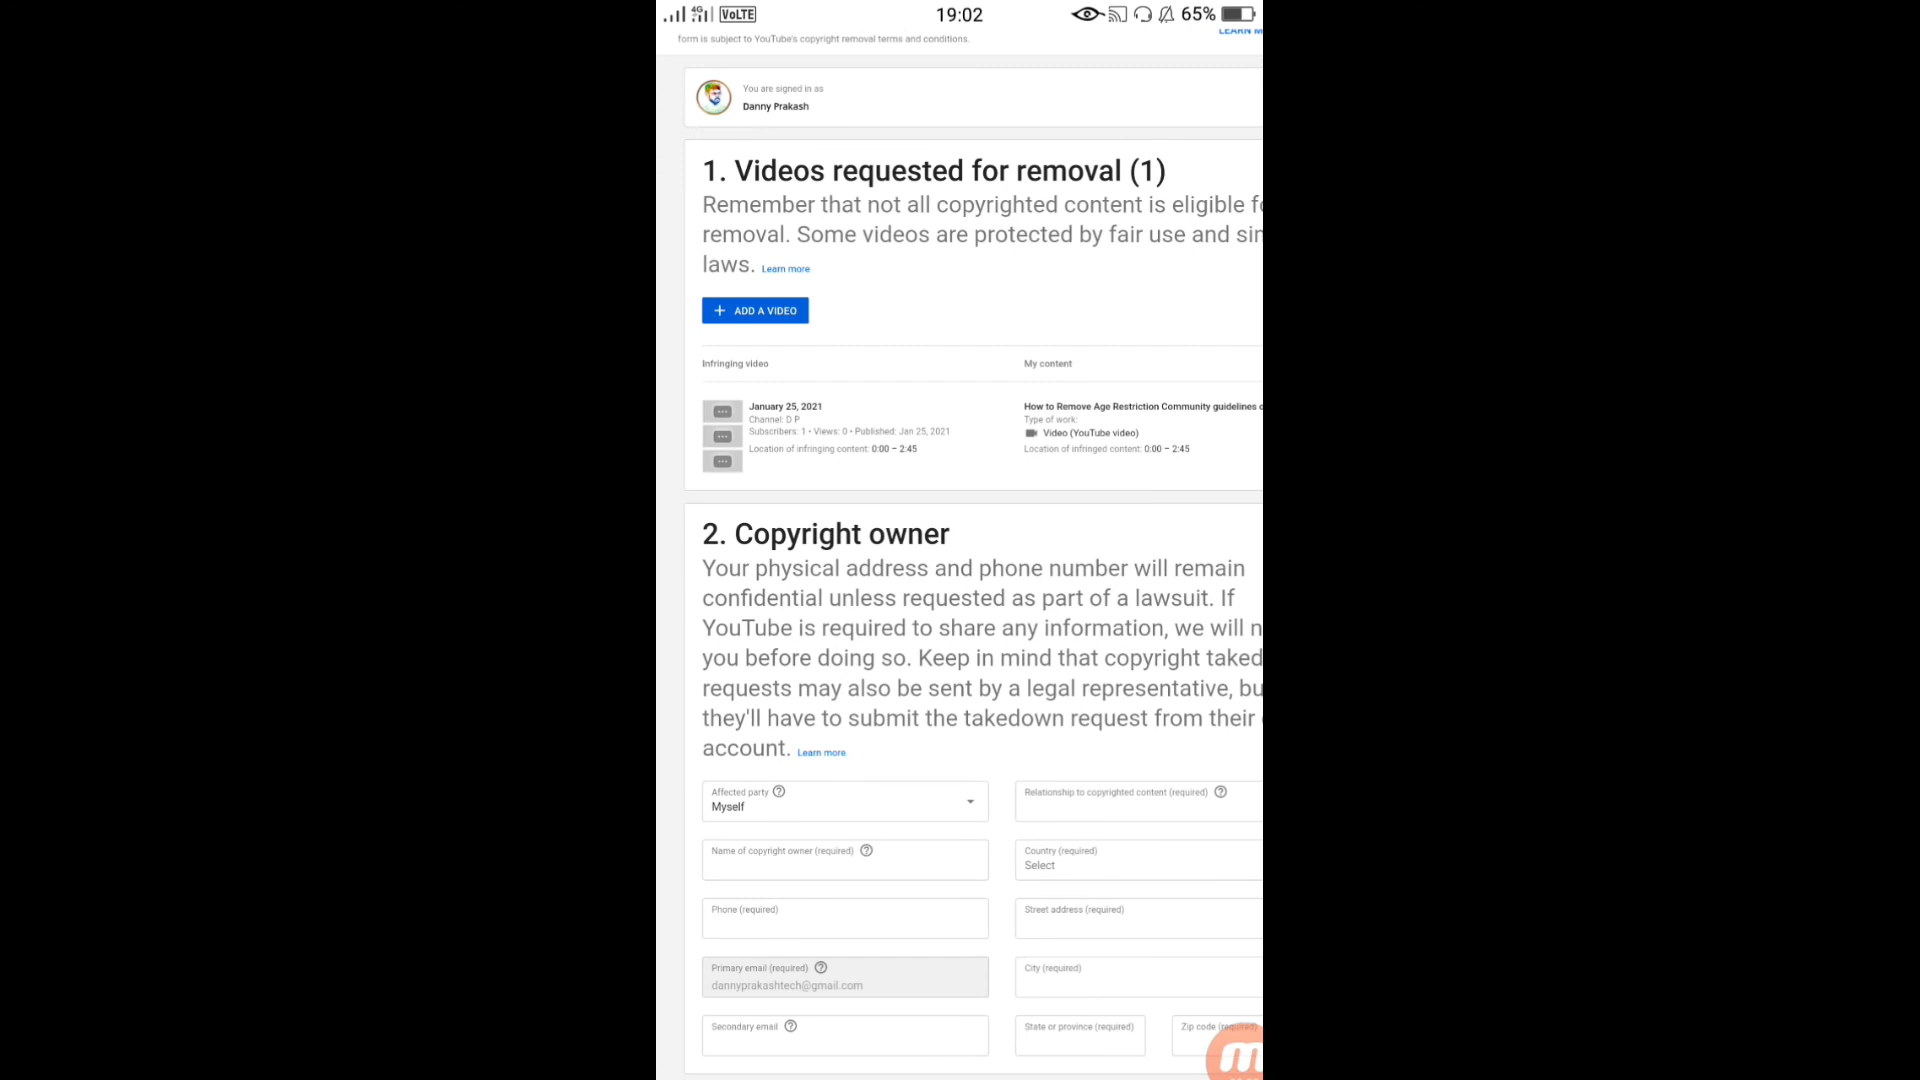 4G VoLTE 19:02 65%
form is subject to YouTube's copyright removal terms and conditions.
LEARN M
You are signed in as
Danny Prakash
1. Videos requested for removal (1)
Remember that not all copyrighted content is eligible fo
removal. Some videos are protected by fair use and sim
laws. Learn more
+ ADD A VIDEO
Infringing video My content
January 25, 2021
Channel: D P
Subscribers: 1 • Views: 0 • Published: Jan 25, 2021
Location of infringing content: 0:00 – 2:45
How to Remove Age Restriction Community guidelines
Type of work:
Video (YouTube video)
Location of infringed content: 0:00 – 2:45
2. Copyright owner
Your physical address and phone number will remain
confidential unless requested as part of a lawsuit. If
YouTube is required to share any information, we will n
you before doing so. Keep in mind that copyright taked
requests may also be sent by a legal representative, bu
they'll have to submit the takedown request from their
account. Learn more
Affected party ?
Myself
Relationship to copyrighted content (required) ?
Name of copyright owner (required) ?
Country (required)
Select
Phone (required)
Street address (required)
Primary email (required) ?
dannyprakashtech@gmail.com
City (required)
Secondary email ?
State or province (required)
Zip code (required)